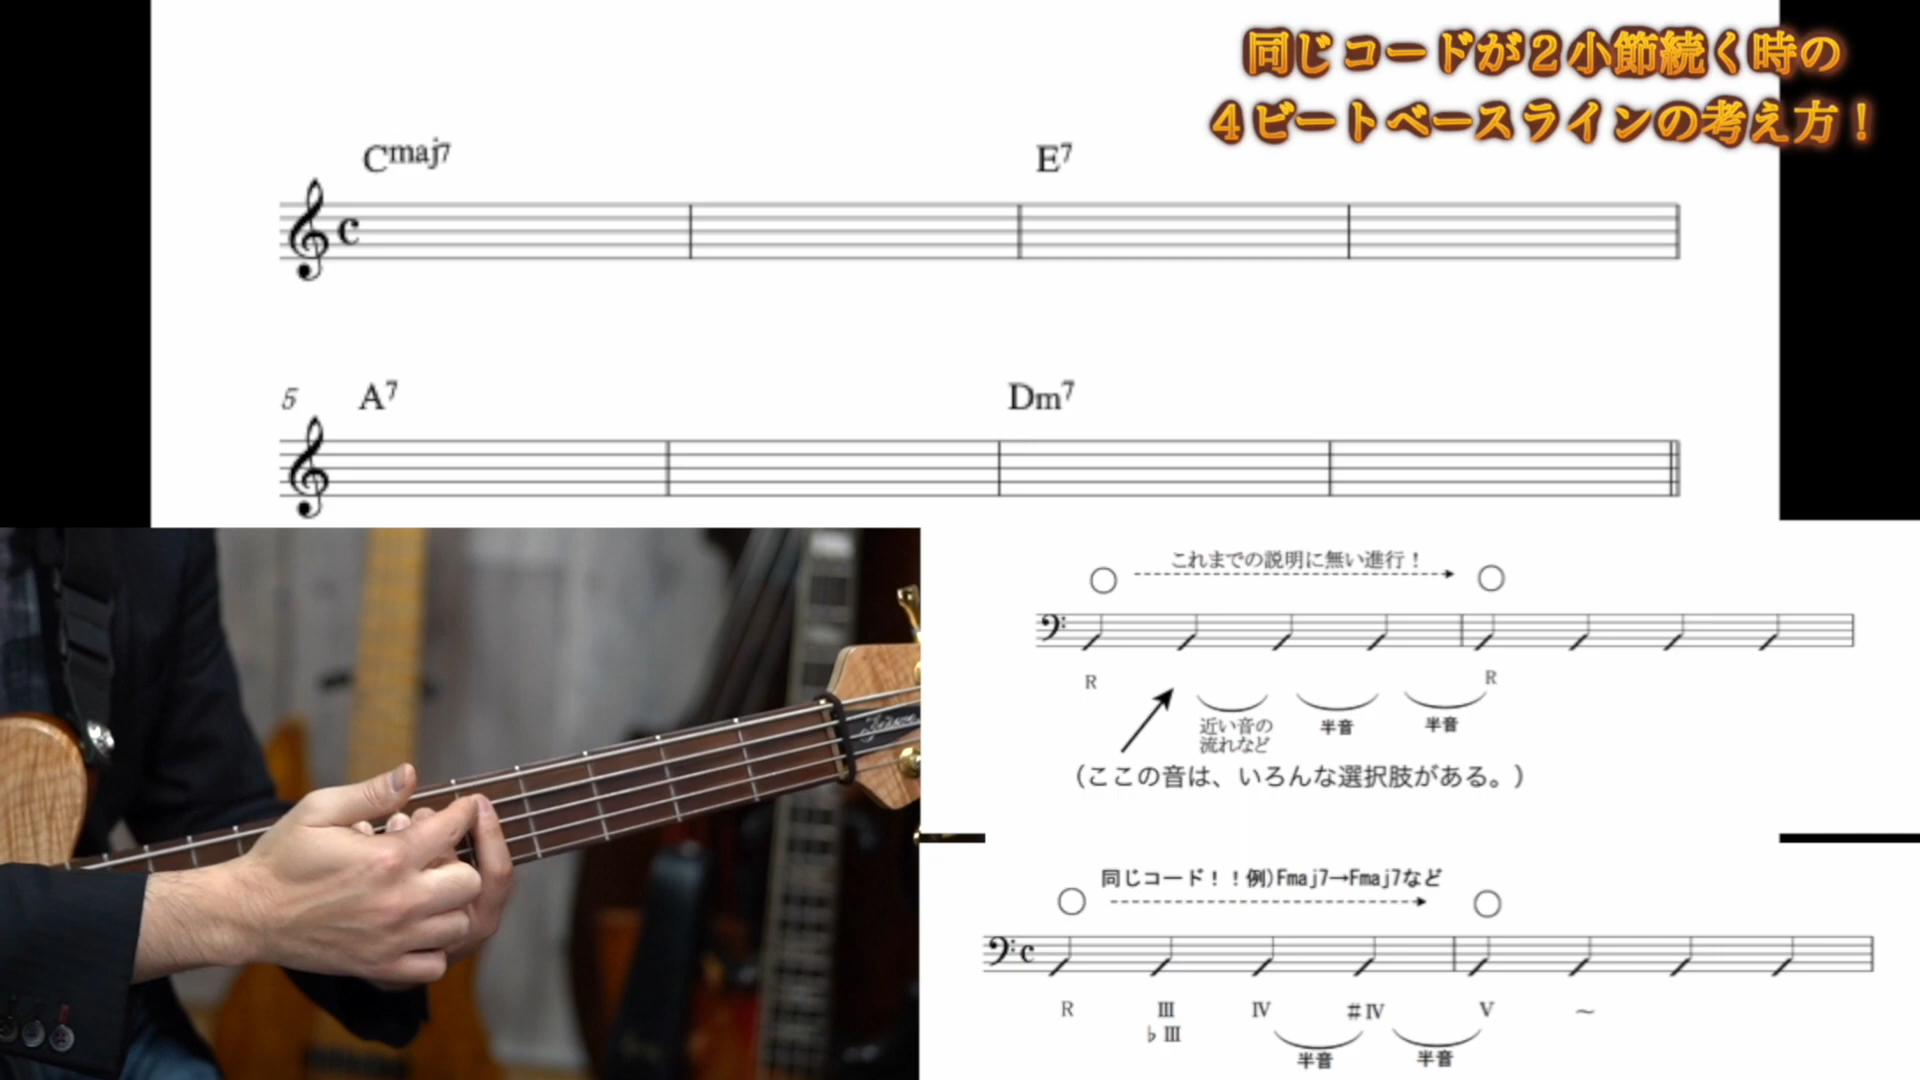 同じコードが２小節続く時の
４ビートベースラインの考え方！
Cmaj7 E7
5 A7 Dm7
これまでの説明に無い進行！
R R
近い音の
流れなど
半音 半音
（ここの音は、いろんな選択肢がある。）
同じコード！！例)Fmaj7→Fmaj7など
R Ⅲ Ⅳ ＃Ⅳ Ⅴ ～
♭Ⅲ
半音 半音